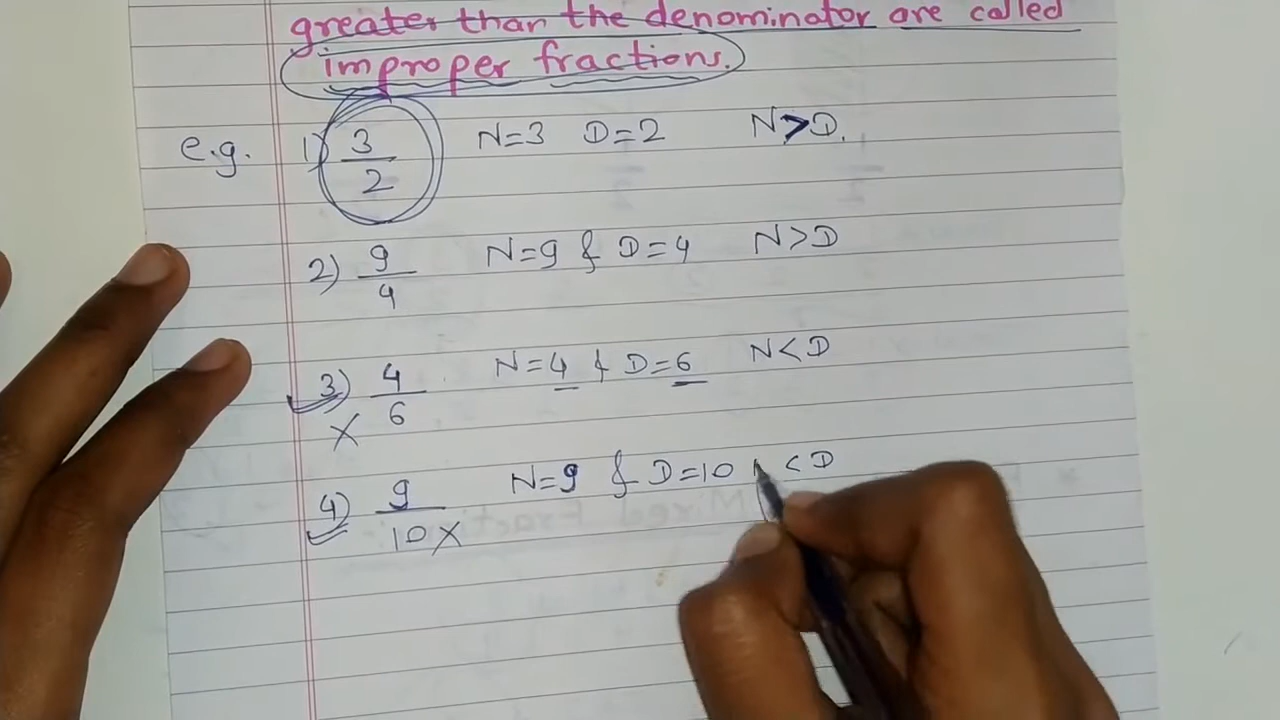 greater than the denominator are called
improper fractions.
e.g. 1) 3/2 N=3 D=2 N>D.
2) 9/4 N=9 & D=4 N>D
3) 4/6 N=4 & D=6 N<D
X
4) 9/10 X N=9 & D=10 <D